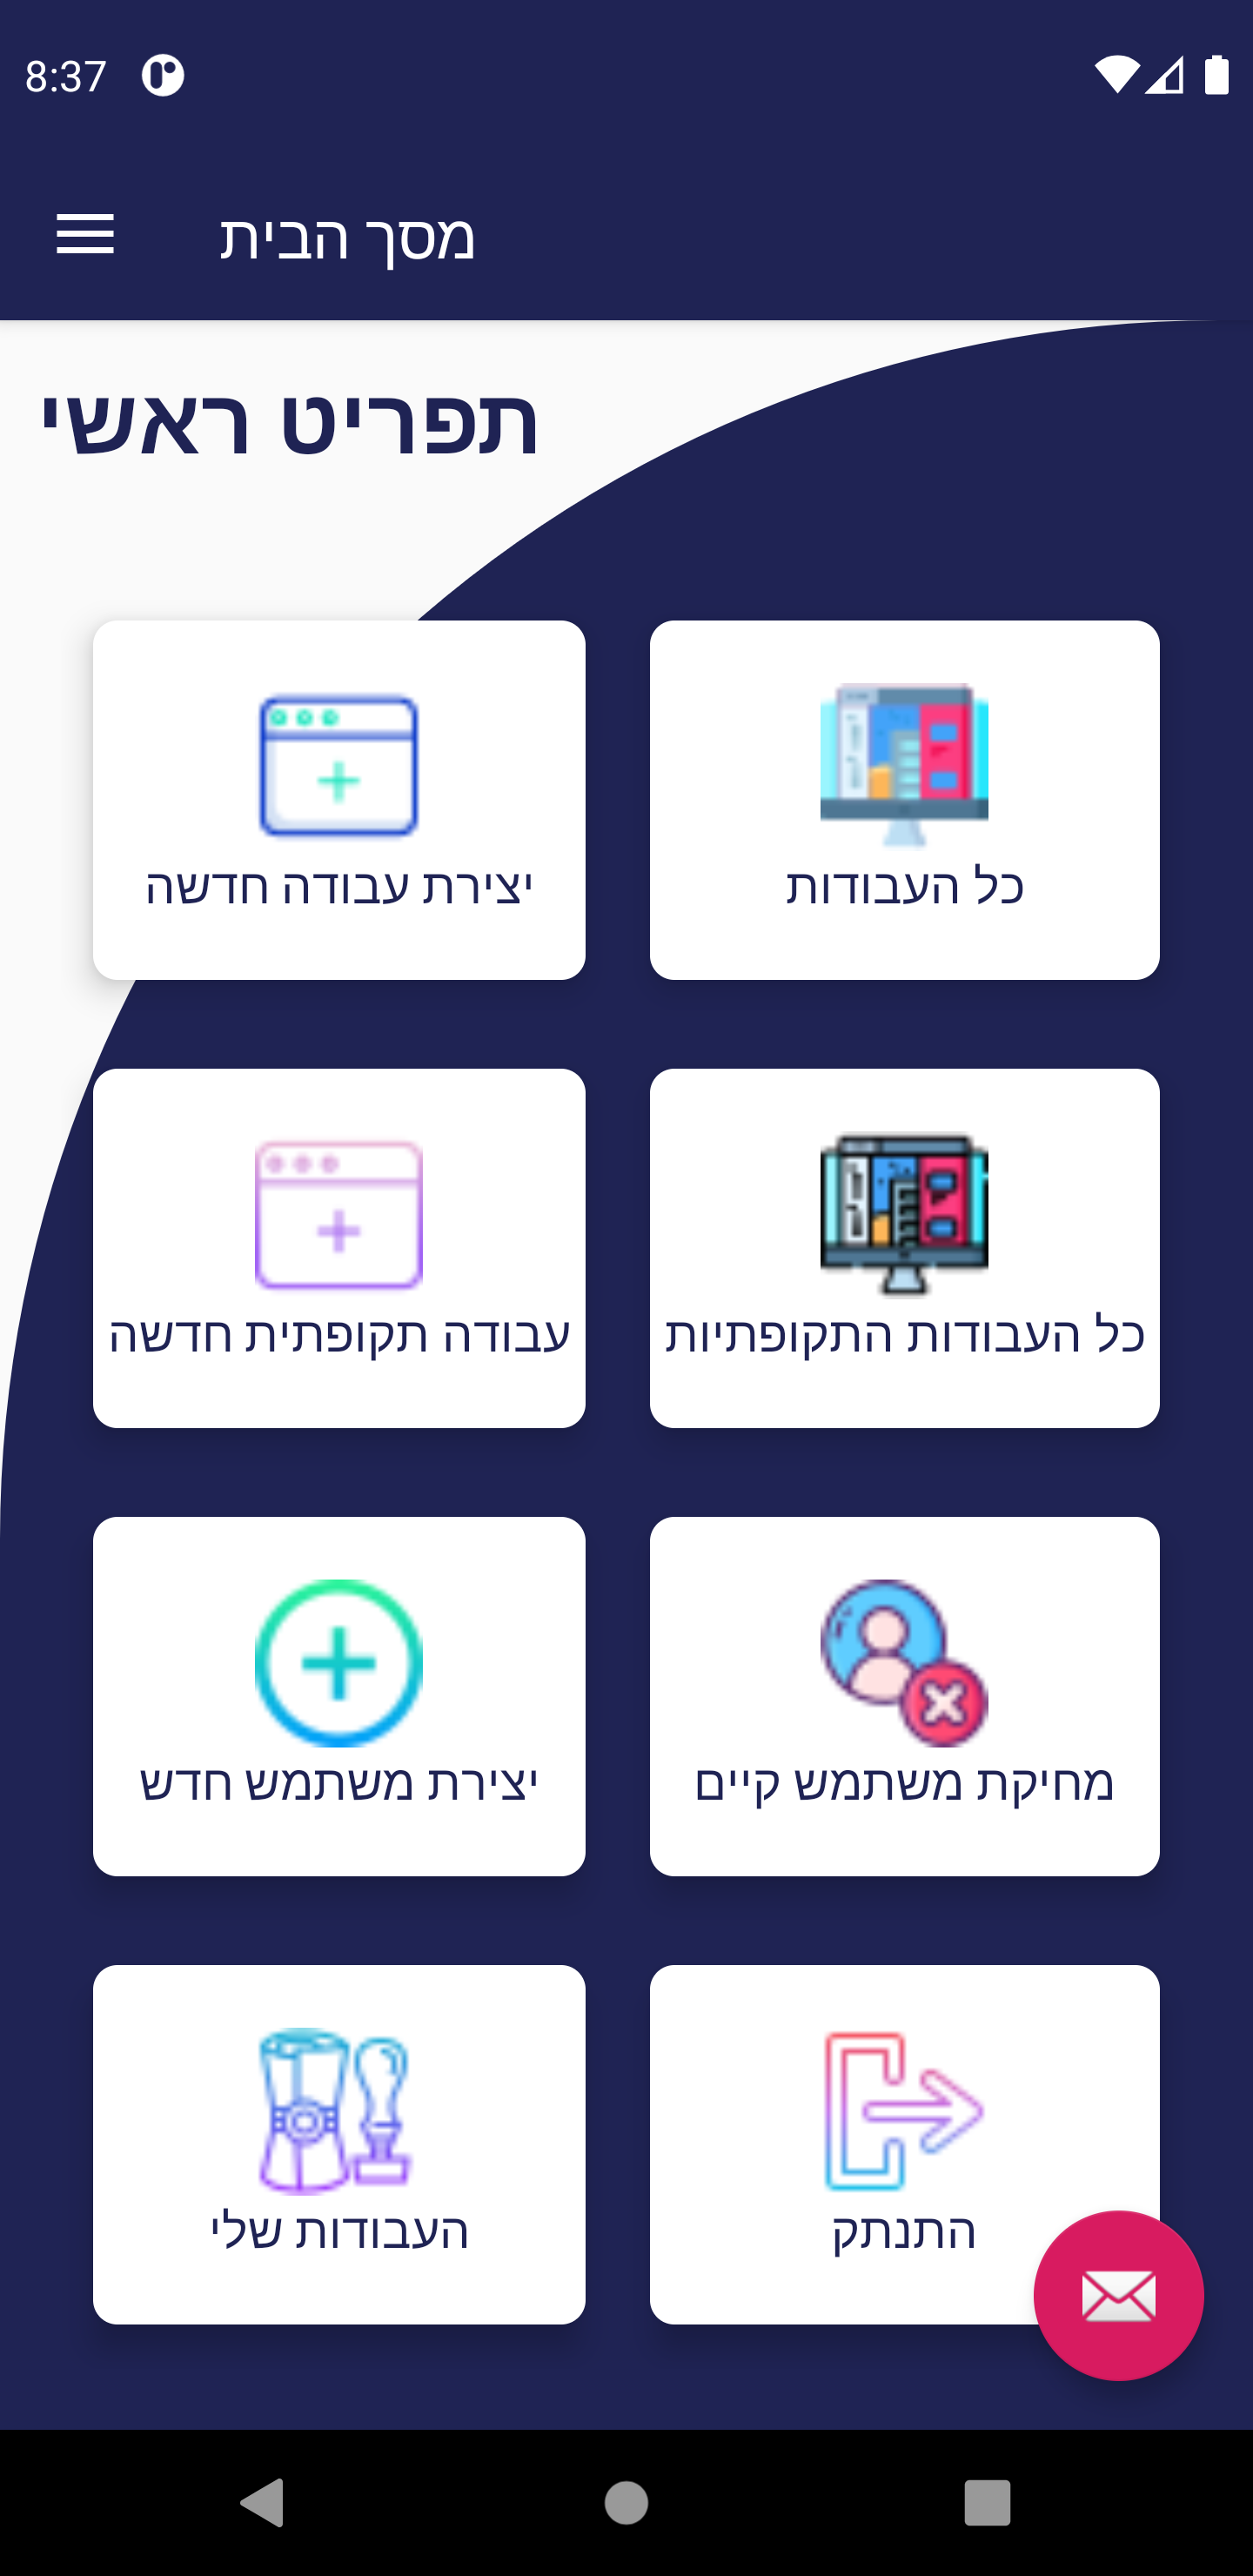 8:37
מסך הבית
תפריט ראשי
כל העבודות
יצירת עבודה חדשה
כל העבודות התקופתיות
עבודה תקופתית חדשה
מחיקת משתמש קיים
יצירת משתמש חדש
התנתק
העבודות שלי